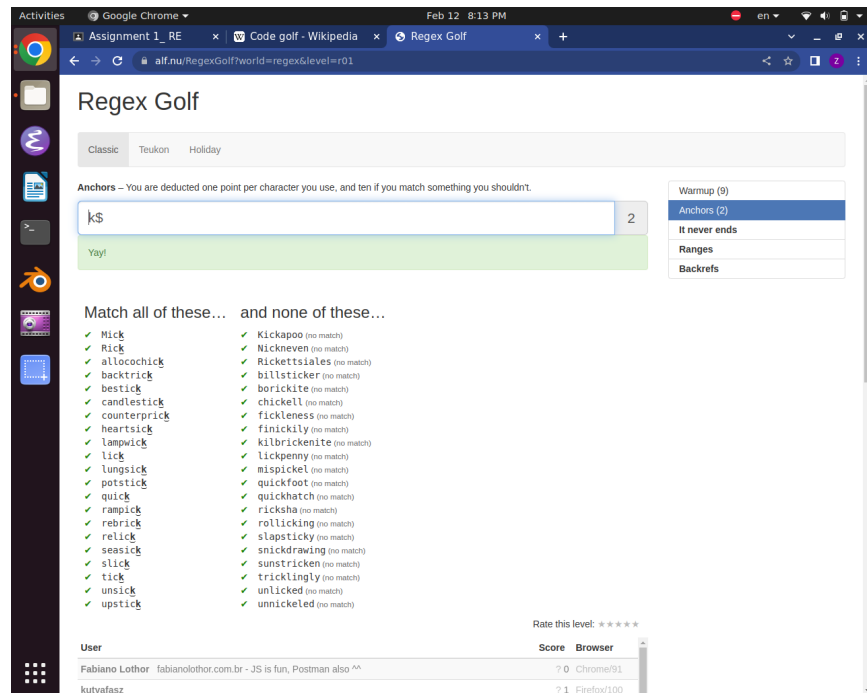 Activities Google Chrome ▾ Feb 12 8:13 PM en ▾
Assignment 1_ RE × W Code golf - Wikipedia × Regex Golf × +
alf.nu/RegexGolf?world=regex&level=r01 Z
Regex Golf
Classic Teukon Holiday
Anchors – You are deducted one point per character you use, and ten if you match something you shouldn't.
k$ 2
Yay!
Warmup (9)
Anchors (2)
It never ends
Ranges
Backrefs
Match all of these… and none of these…
✔ Mick ✔ Kickapoo (no match)
✔ Rick ✔ Nickneven (no match)
✔ allocochick ✔ Rickettsiales (no match)
✔ backtrick ✔ billsticker (no match)
✔ bestick ✔ borickite (no match)
✔ candlestick ✔ chickell (no match)
✔ counterprick ✔ fickleness (no match)
✔ heartsick ✔ finickily (no match)
✔ lampwick ✔ kilbrickenite (no match)
✔ lick ✔ lickpenny (no match)
✔ lungsick ✔ mispickel (no match)
✔ potstick ✔ quickfoot (no match)
✔ quick ✔ quickhatch (no match)
✔ rampick ✔ ricksha (no match)
✔ rebrick ✔ rollicking (no match)
✔ relick ✔ slapsticky (no match)
✔ seasick ✔ snickdrawing (no match)
✔ slick ✔ sunstricken (no match)
✔ tick ✔ tricklingly (no match)
✔ unsick ✔ unlicked (no match)
✔ upstick ✔ unnickeled (no match)
Rate this level: ★★★★★
User Score Browser
Fabiano Lothor fabianolothor.com.br - JS is fun, Postman also ^^ ? 0 Chrome/91
kutvafasz ? 1 Firefox/100